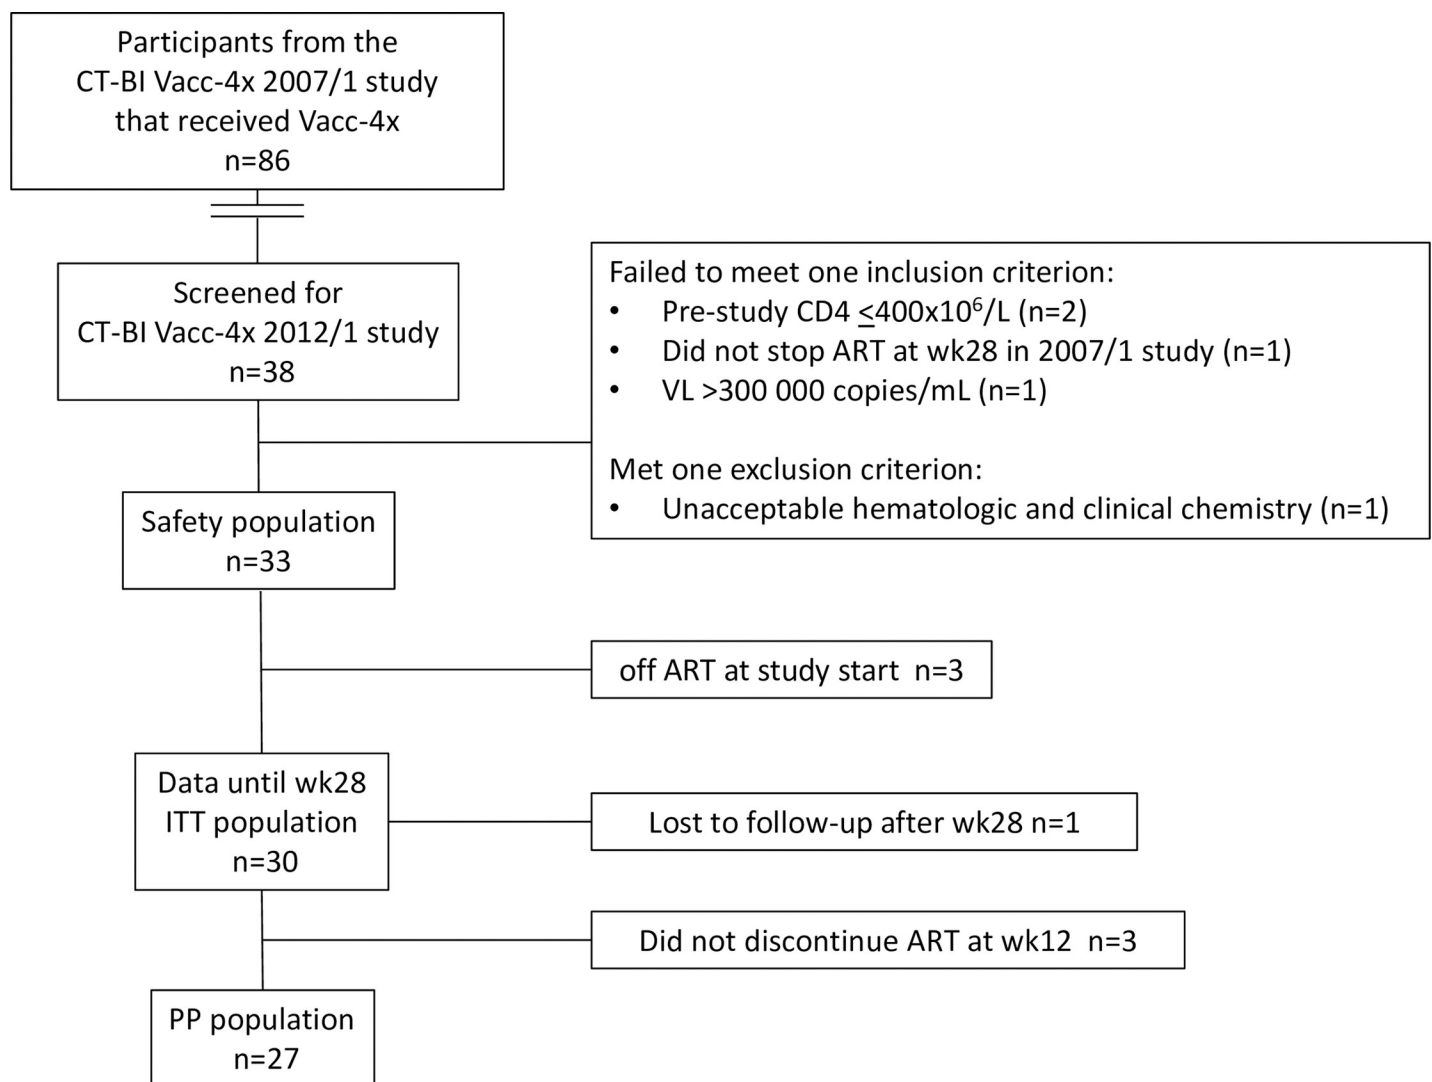 Participants from the
CT-BI Vacc-4x 2007/1 study
that received Vacc-4x
n=86
Screened for
CT-BI Vacc-4x 2012/1 study
n=38
Failed to meet one inclusion criterion:
• Pre-study CD4 ≤400x10⁶/L (n=2)
• Did not stop ART at wk28 in 2007/1 study (n=1)
• VL >300 000 copies/mL (n=1)
Met one exclusion criterion:
• Unacceptable hematologic and clinical chemistry (n=1)
Safety population
n=33
off ART at study start n=3
Data until wk28
ITT population
n=30
Lost to follow-up after wk28 n=1
Did not discontinue ART at wk12 n=3
PP population
n=27